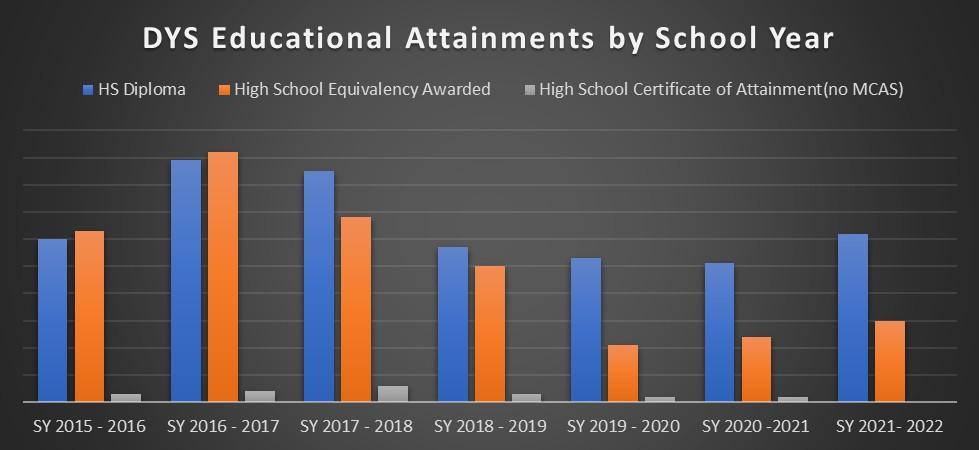 DYS Educational Attainments by School Year
HS Diploma High School Equivalency Awarded High School Certificate of Attainment(no MCAS)
SY 2015 - 2016 SY 2016 - 2017 SY 2017 - 2018 SY 2018 - 2019 SY 2019 - 2020 SY 2020 -2021 SY 2021- 2022